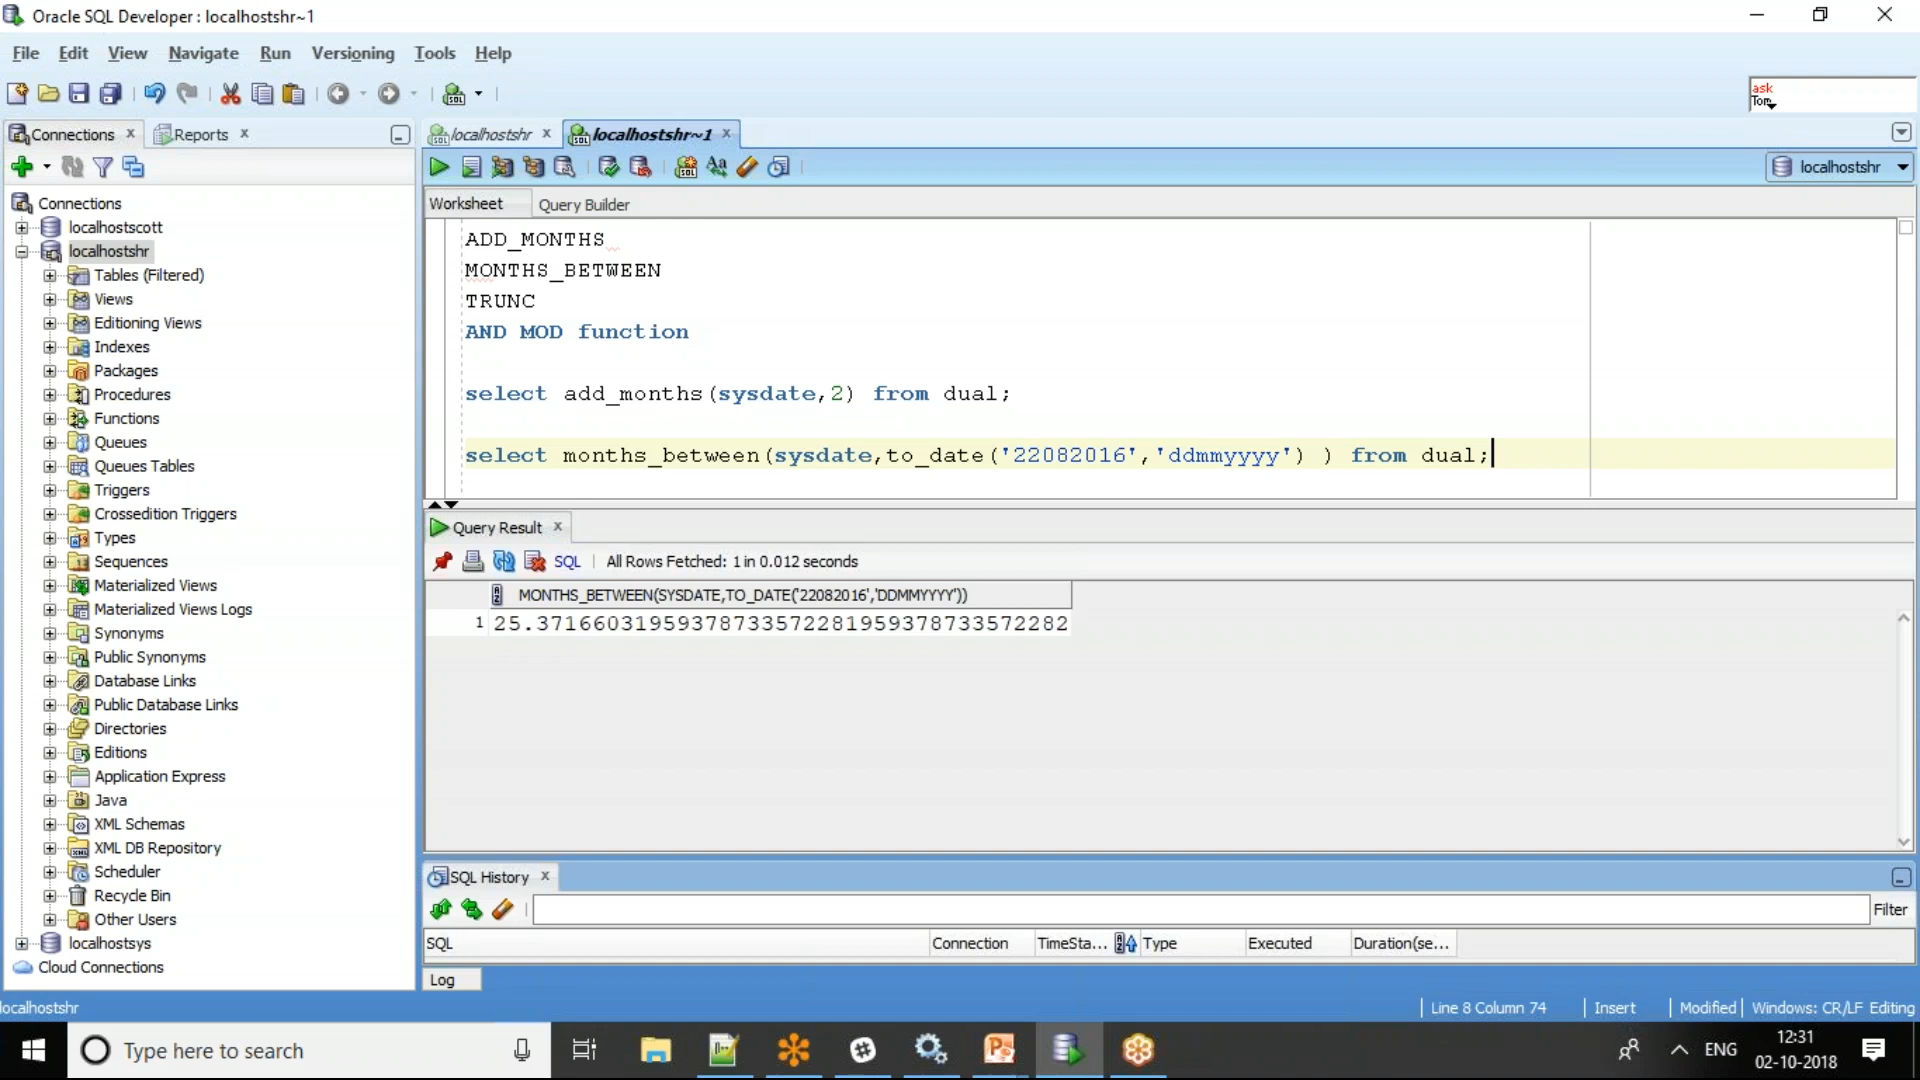 Oracle SQL Developer : localhostshr~1
File Edit View Navigate Run Versioning Tools Help
ask
Tom
Connections Reports
localhostshr localhostshr~1
localhostshr
Worksheet Query Builder
Connections
localhostscott
localhostshr
Tables (Filtered)
Views
Editioning Views
Indexes
Packages
Procedures
Functions
Queues
Queues Tables
Triggers
Crossedition Triggers
Types
Sequences
Materialized Views
Materialized Views Logs
Synonyms
Public Synonyms
Database Links
Public Database Links
Directories
Editions
Application Express
Java
XML Schemas
XML DB Repository
Scheduler
Recycle Bin
Other Users
localhostsys
Cloud Connections
ADD_MONTHS
MONTHS_BETWEEN
TRUNC
AND MOD function
select add_months(sysdate,2) from dual;
select months_between(sysdate,to_date('22082016','ddmmyyyy') ) from dual;
Query Result
SQL All Rows Fetched: 1 in 0.012 seconds
MONTHS_BETWEEN(SYSDATE,TO_DATE('22082016','DDMMYYYY'))
1 25.37166031959378733572281959378733572282
SQL History
Filter
SQL Connection TimeSta... Type Executed Duration(se...
Log
localhostshr Line 8 Column 74 Insert Modified Windows: CR/LF Editing
Type here to search
ENG
12:31
02-10-2018